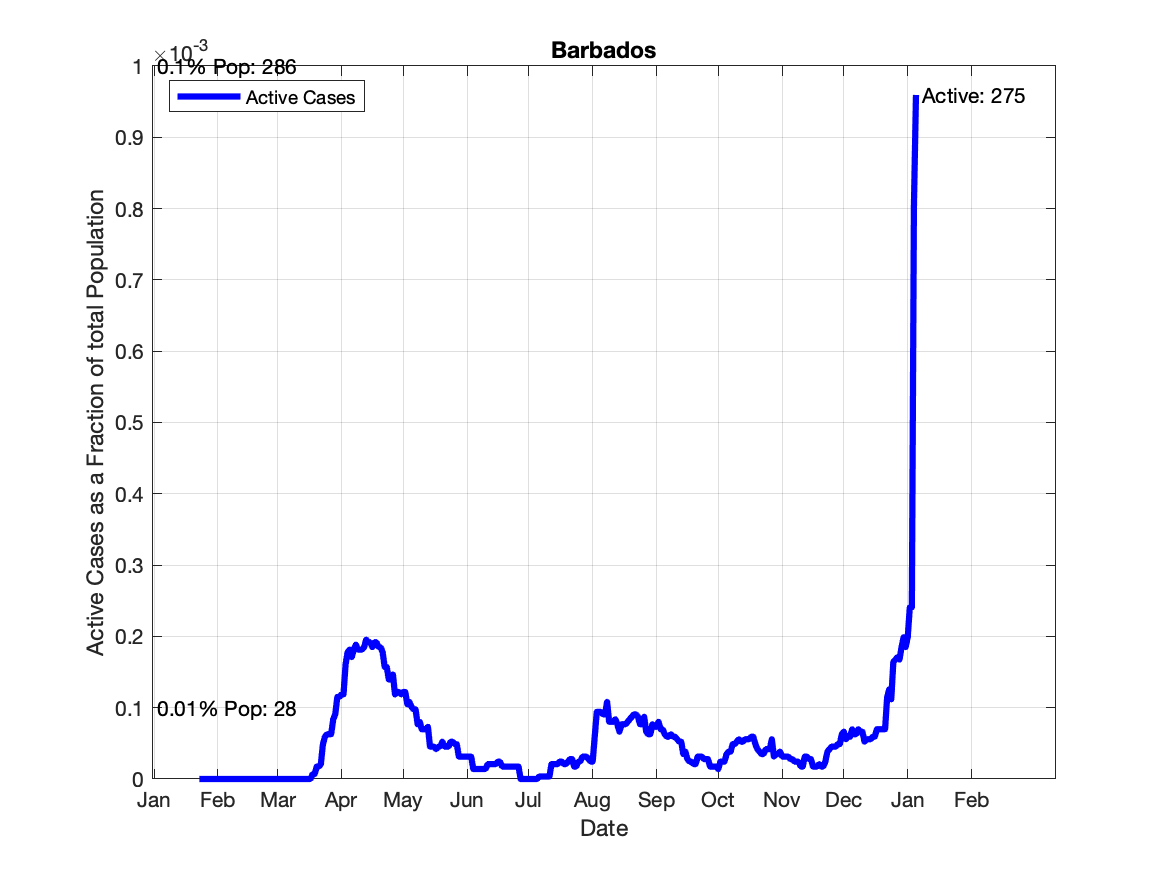 Barbados
×10-3
0.1% Pop: 286
Active Cases
Active: 275
0.01% Pop: 28
Active Cases as a Fraction of total Population
1
0.9
0.8
0.7
0.6
0.5
0.4
0.3
0.2
0.1
0
Jan Feb Mar Apr May Jun Jul Aug Sep Oct Nov Dec Jan Feb
Date